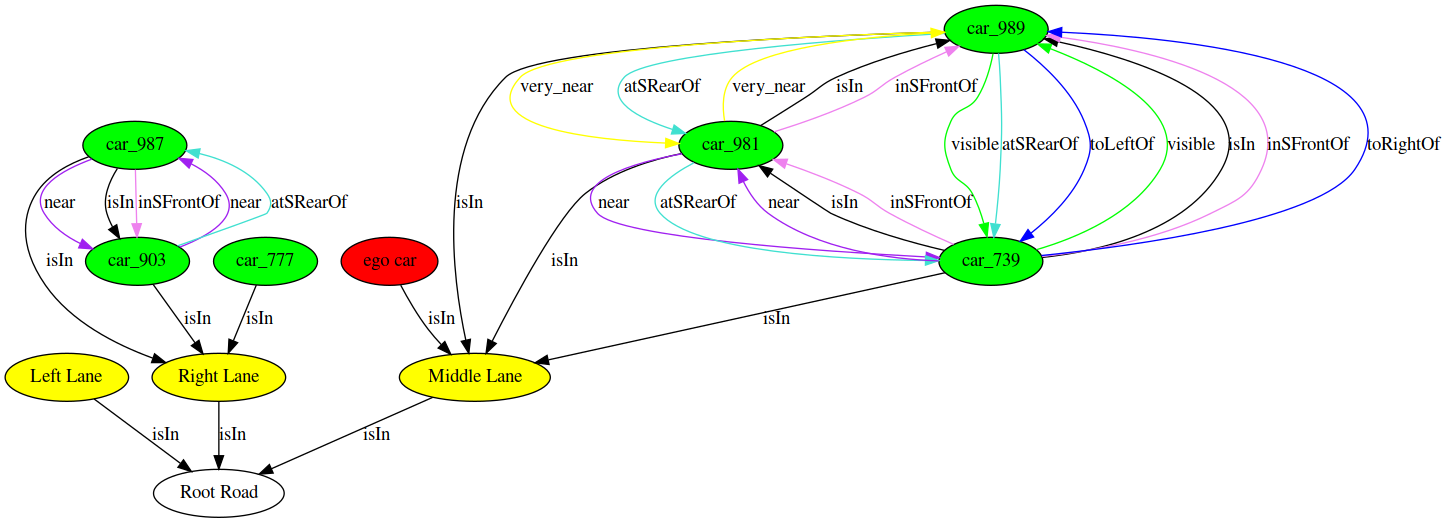 car_989
very_near
atSRearOf
very_near
isIn
inSFrontOf
car_987
car_981
visible
atSRearOf
toLeftOf
visible
isIn
inSFrontOf
toRightOf
near
isIn
inSFrontOf
near
atSRearOf
isIn
near
atSRearOf
near
isIn
inSFrontOf
isIn
car_903
car_777
ego car
isIn
car_739
isIn
isIn
isIn
isIn
Left Lane
Right Lane
Middle Lane
isIn
isIn
isIn
Root Road